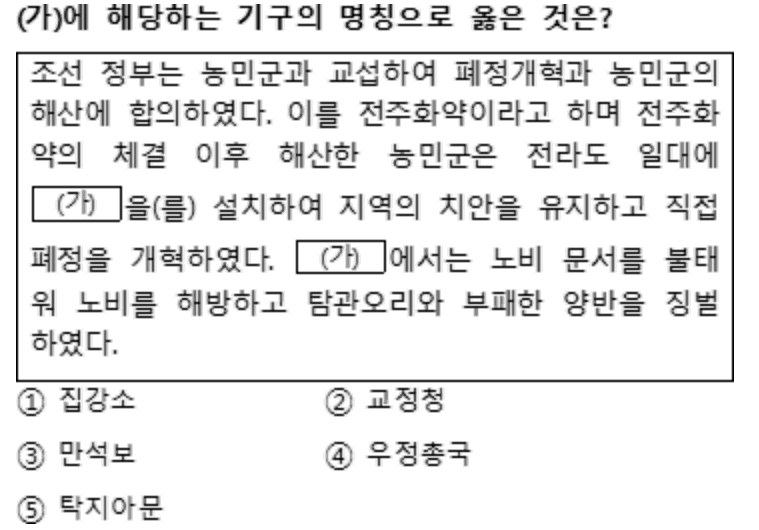 (가)에 해당하는 기구의 명칭으로 옳은 것은?
조선 정부는 농민군과 교섭하여 폐정개혁과 농민군의
해산에 합의하였다. 이를 전주화약이라고 하며 전주화
약의 체결 이후 해산한 농민군은 전라도 일대에
(가) 을(를) 설치하여 지역의 치안을 유지하고 직접
폐정을 개혁하였다. (가) 에서는 노비 문서를 불태
워 노비를 해방하고 탐관오리와 부패한 양반을 징벌
하였다.
① 집강소 ② 교정청
③ 만석보 ④ 우정총국
⑤ 탁지아문